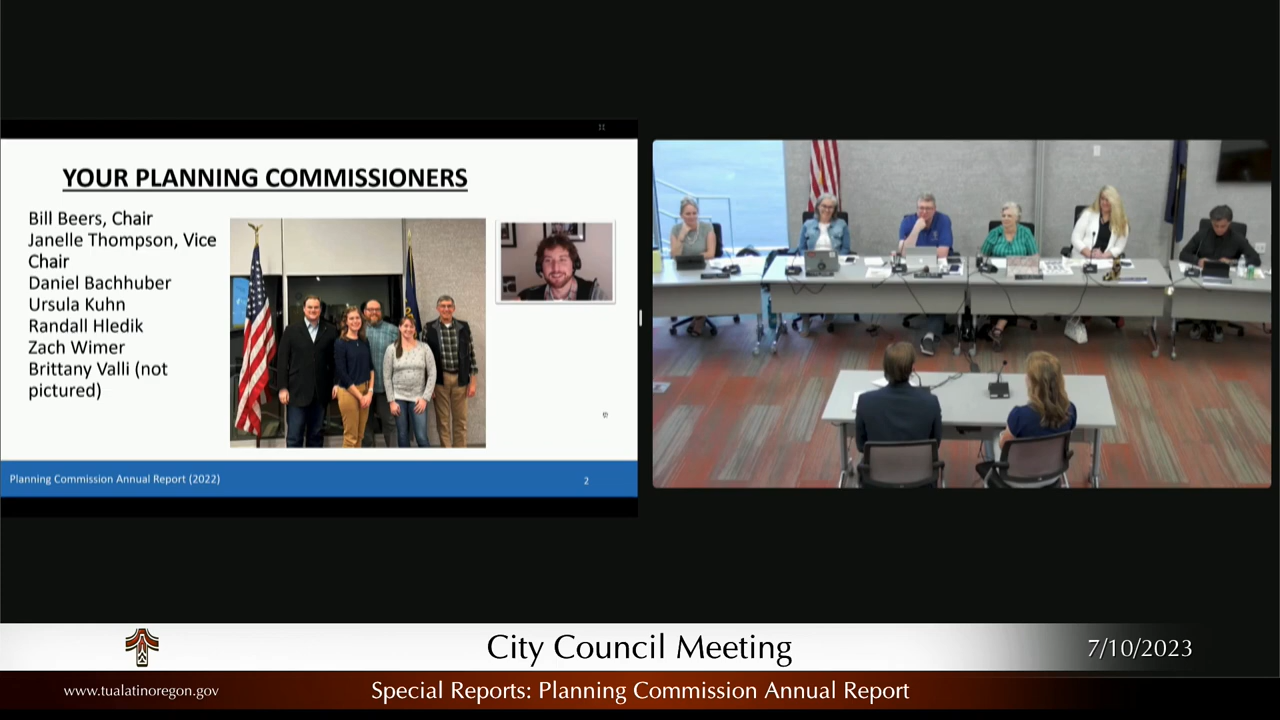 YOUR PLANNING COMMISSIONERS
Bill Beers, Chair
Janelle Thompson, Vice
Chair
Daniel Bachhuber
Ursula Kuhn
Randall Hledik
Zach Wimer
Brittany Valli (not
pictured)
Planning Commission Annual Report (2022)
2
City Council Meeting
7/10/2023
www.tualatinoregon.gov
Special Reports: Planning Commission Annual Report